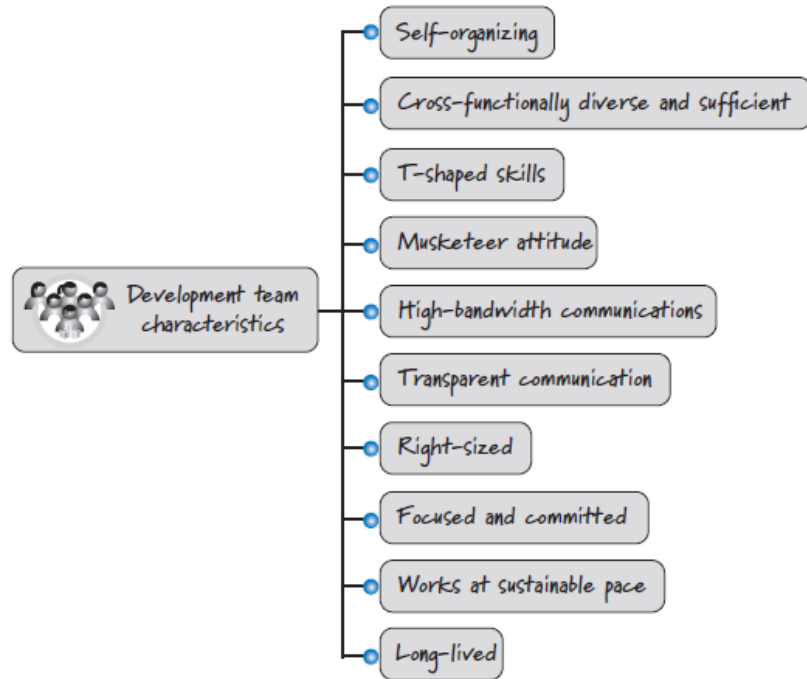 Self-organizing
Cross-functionally diverse and sufficient
T-shaped skills
Musketeer attitude
Development team
characteristics
High-bandwidth communications
Transparent communication
Right-sized
Focused and committed
Works at sustainable pace
Long-lived